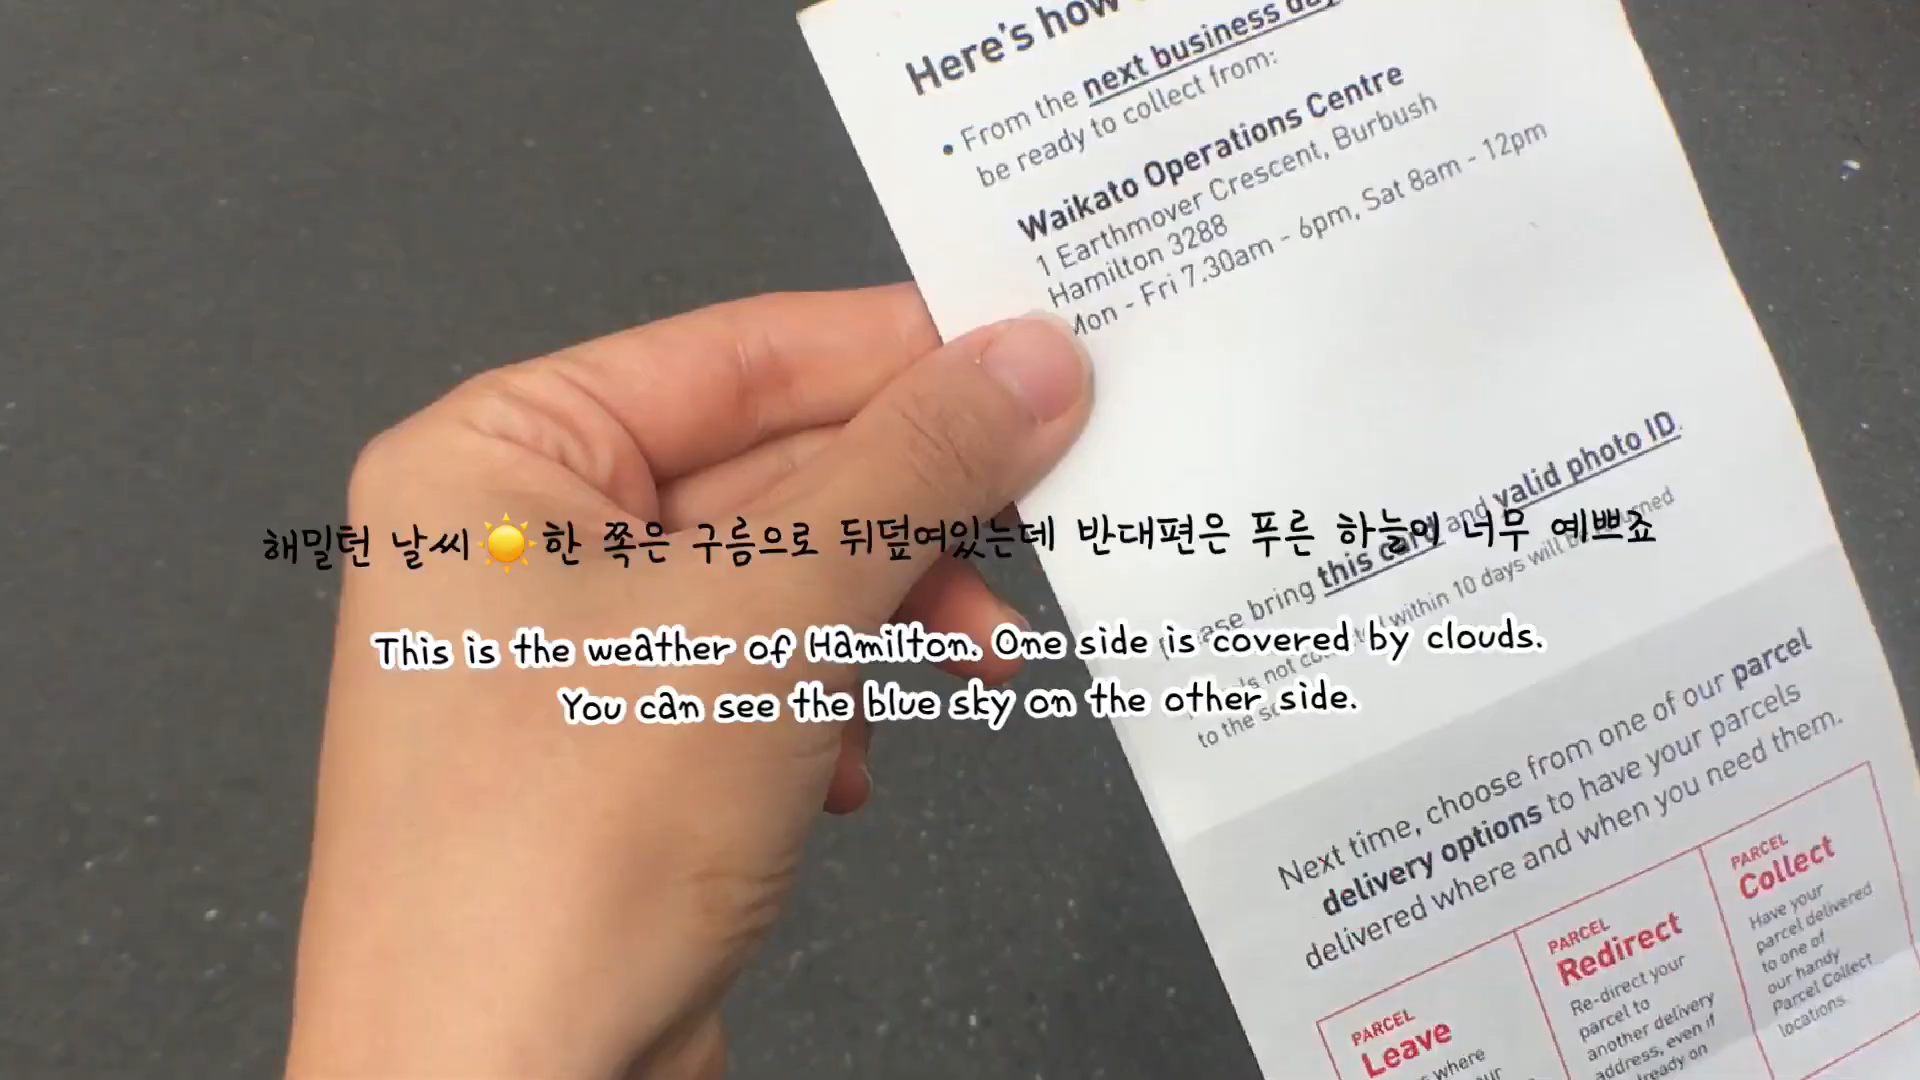 Here's how
• From the next business day
be ready to collect from:
Waikato Operations Centre
1 Earthmover Crescent, Burbush
Hamilton 3288
Mon - Fri 7.30am - 6pm, Sat 8am - 12pm
bring this card and valid photo ID.
not within 10 days will
to the
해밀턴 날씨☀️한 쪽은 구름으로 뒤덮여있는데 반대편은 푸른 하늘이 너무 예쁘죠
This is the weather of Hamilton. One side is covered by clouds.
You can see the blue sky on the other side.
Next time, choose from one of our parcel
delivery options to have your parcels
delivered where and when you need them.
PARCEL
Leave
where
PARCEL
Redirect
Re-direct your
parcel to
another delivery
address, even if
on
PARCEL
Collect
Have your
parcel delivered
to one of
our handy
Parcel Collect
locations.